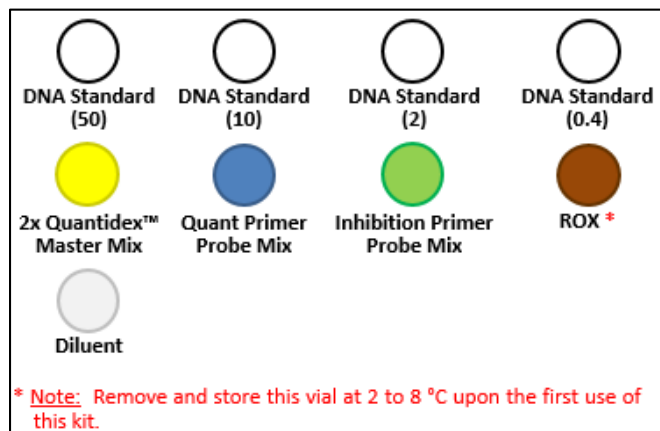 DNA Standard DNA Standard DNA Standard DNA Standard
(50) (10) (2) (0.4)
2x Quantidex™ Quant Primer Inhibition Primer ROX *
Master Mix Probe Mix Probe Mix
Diluent
* Note: Remove and store this vial at 2 to 8 °C upon the first use of
this kit.